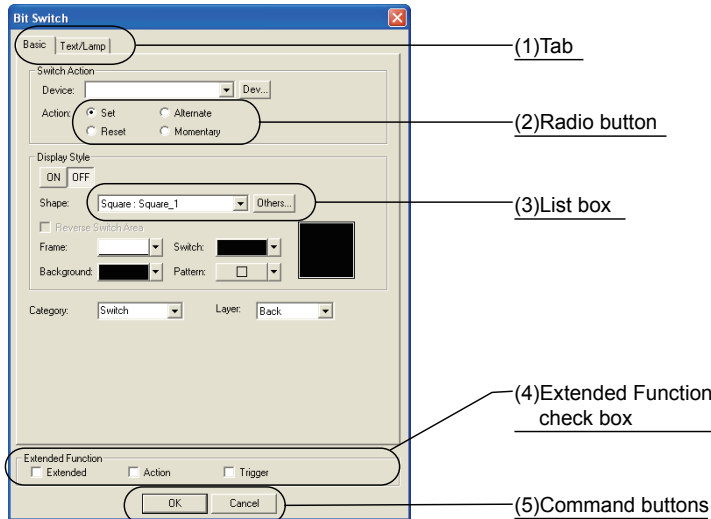 Bit Switch
Basic Text/Lamp
(1)Tab
Switch Action
Device: Dev...
Action: Set Alternate
Reset Momentary
(2)Radio button
Display Style
ON OFF
Shape: Square : Square_1 Others...
(3)List box
Reverse Switch Area
Frame: Switch:
Background: Pattern:
Category: Switch Layer: Back
(4)Extended Function
check box
Extended Function
Extended Action Trigger
OK Cancel
(5)Command buttons